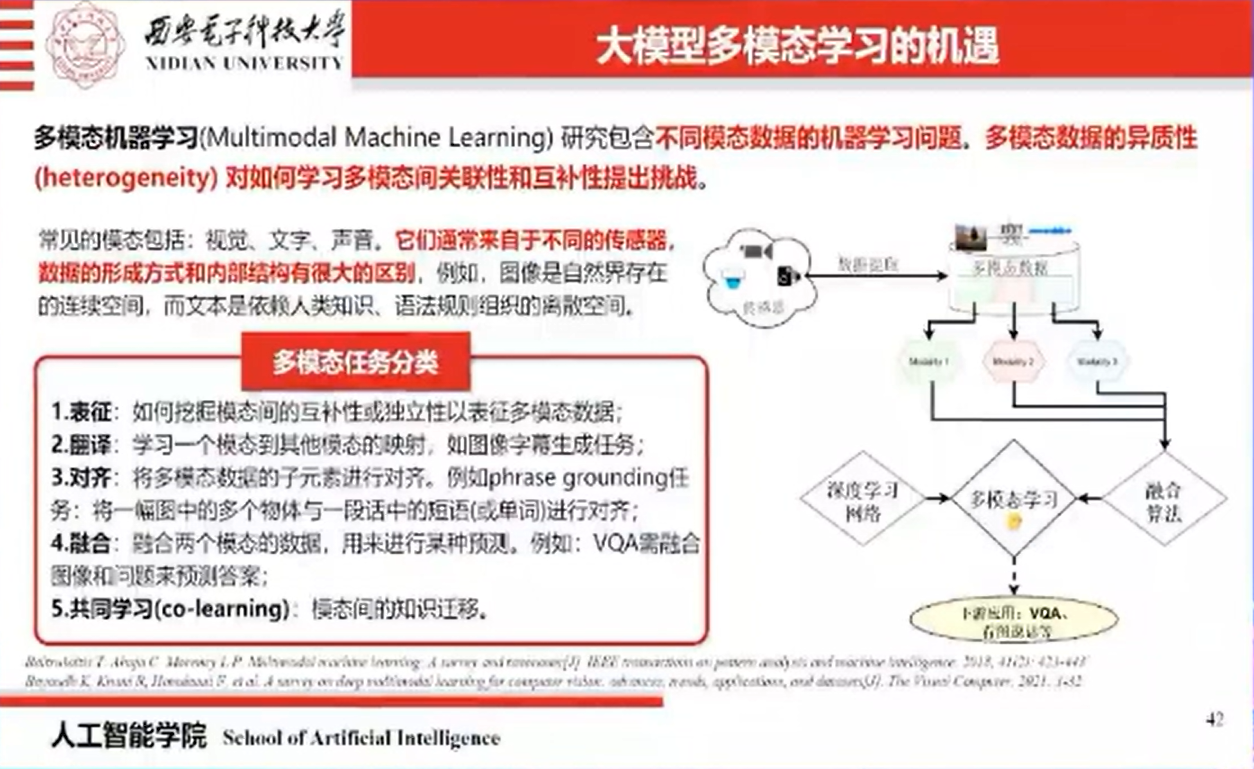 西安电子科技大学
XIDIAN UNIVERSITY
大模型多模态学习的机遇
多模态机器学习(Multimodal Machine Learning) 研究包含不同模态数据的机器学习问题。多模态数据的异质性
(heterogeneity) 对如何学习多模态间关联性和互补性提出挑战。
常见的模态包括：视觉、文字、声音。它们通常来自于不同的传感器，
数据的形成方式和内部结构有很大的区别，例如，图像是自然界存在
的连续空间，而文本是依赖人类知识、语法规则组织的离散空间。
多模态任务分类
1.表征：如何挖掘模态间的互补性或独立性以表征多模态数据；
2.翻译：学习一个模态到其他模态的映射，如图像字幕生成任务；
3.对齐：将多模态数据的子元素进行对齐。例如phrase grounding任
务：将一幅图中的多个物体与一段话中的短语(或单词)进行对齐；
4.融合：融合两个模态的数据，用来进行某种预测。例如：VQA需融合
图像和问题来预测答案；
5.共同学习(co-learning)：模态间的知识迁移。
传感器
数据提取
多模态数据
Modality 1
Modality 2
Modality 3
深度学习
网络
多模态学习
融合
算法
下游应用：VQA、
看图说话等
Baltrušaitis T, Ahuja C, Morency L P. Multimodal machine learning: A survey and taxonomy[J]. IEEE transactions on pattern analysis and machine intelligence, 2018, 41(2): 423-443
Bayoudh K, Knani R, Hamdaoui F, et al. A survey on deep multimodal learning for computer vision: advances, trends, applications, and datasets[J]. The Visual Computer, 2021: 1-32
人工智能学院 School of Artificial Intelligence
42